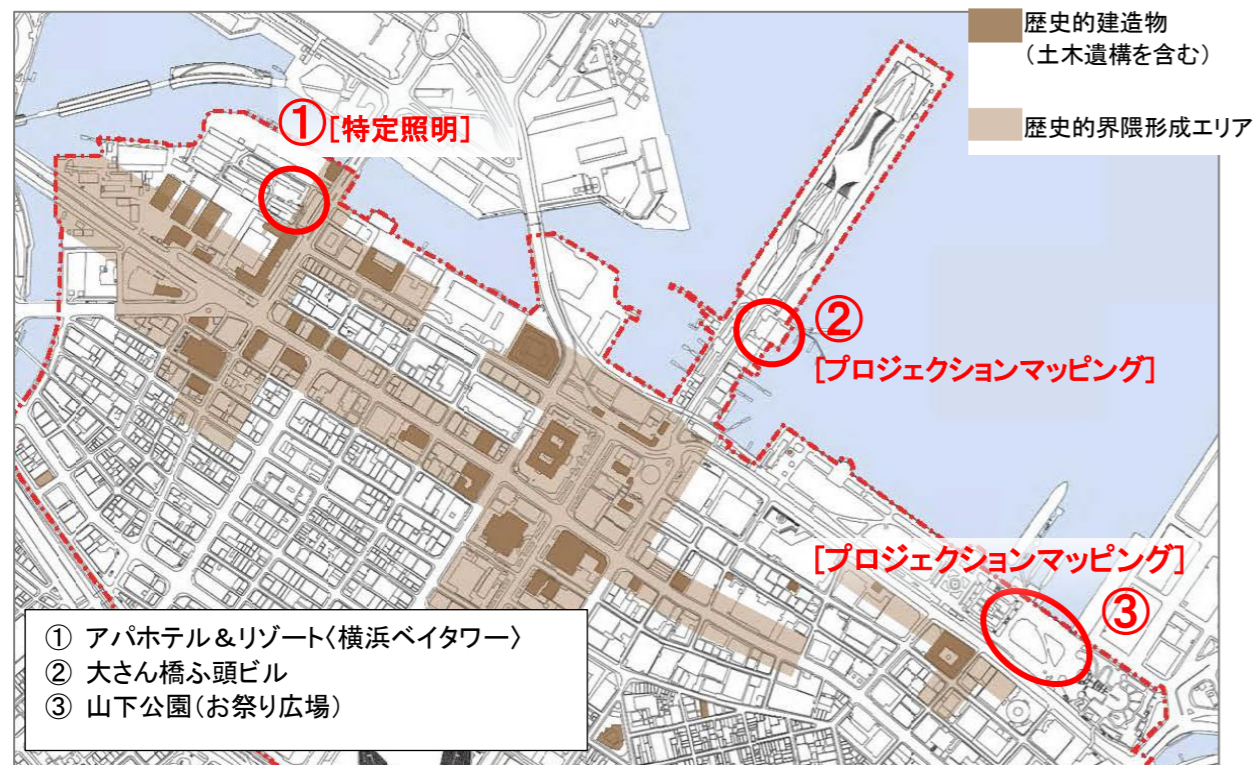 歴史的建造物
（土木遺構を含む）
歴史的界隈形成エリア
①[特定照明]
②
[プロジェクションマッピング]
[プロジェクションマッピング]
③
① アパホテル＆リゾート〈横浜ベイタワー〉
② 大さん橋ふ頭ビル
③ 山下公園（お祭り広場）